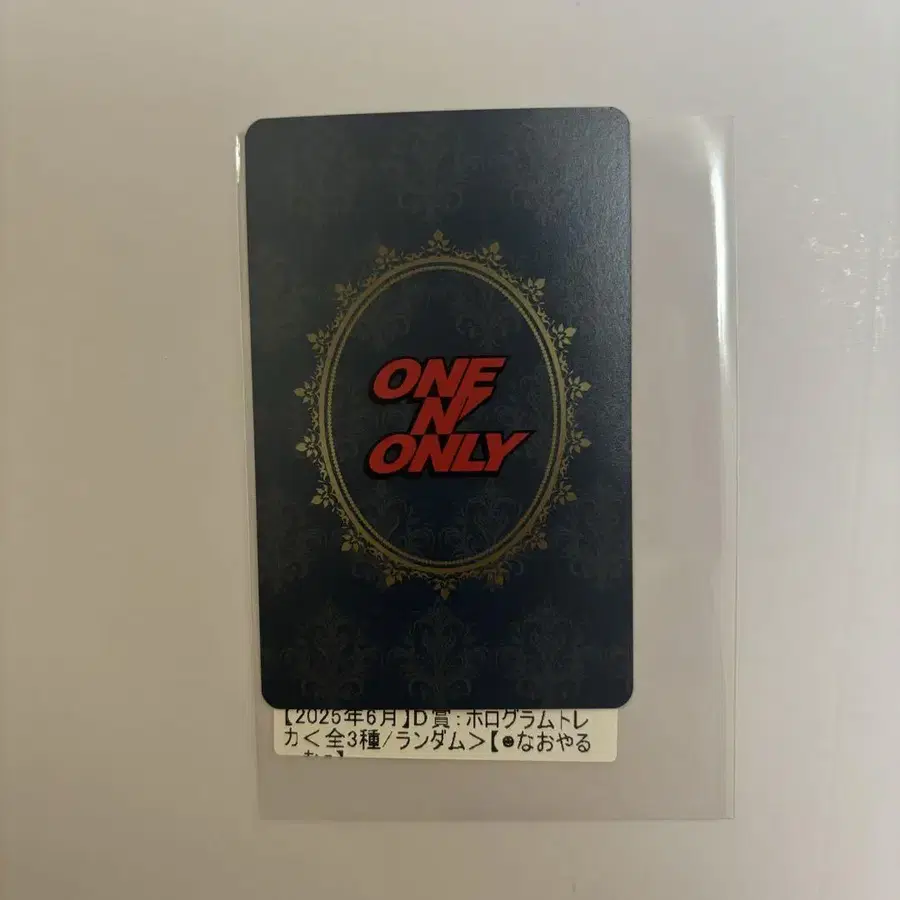 ONE
N'
ONLY
【2025年6月】D賞:ホログラムトレ
カ<全3種/ランダム>【☻なおやる